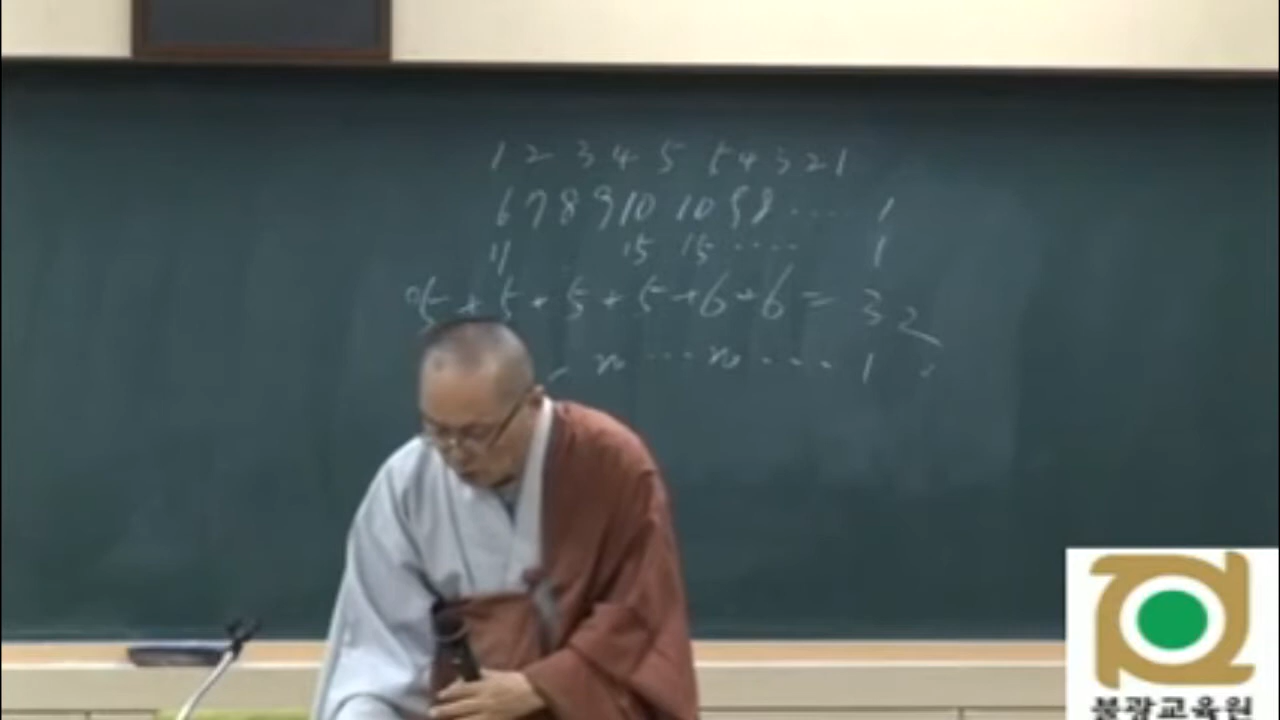 1 2 3 4 5 5 4 3 2 1
6 7 8 9 10 10 9 8 .... 1
11 15 15 .... 1
5 + 5 + 5 + 5 + 6 + 6 = 32
n ... n .... 1
불광교육원